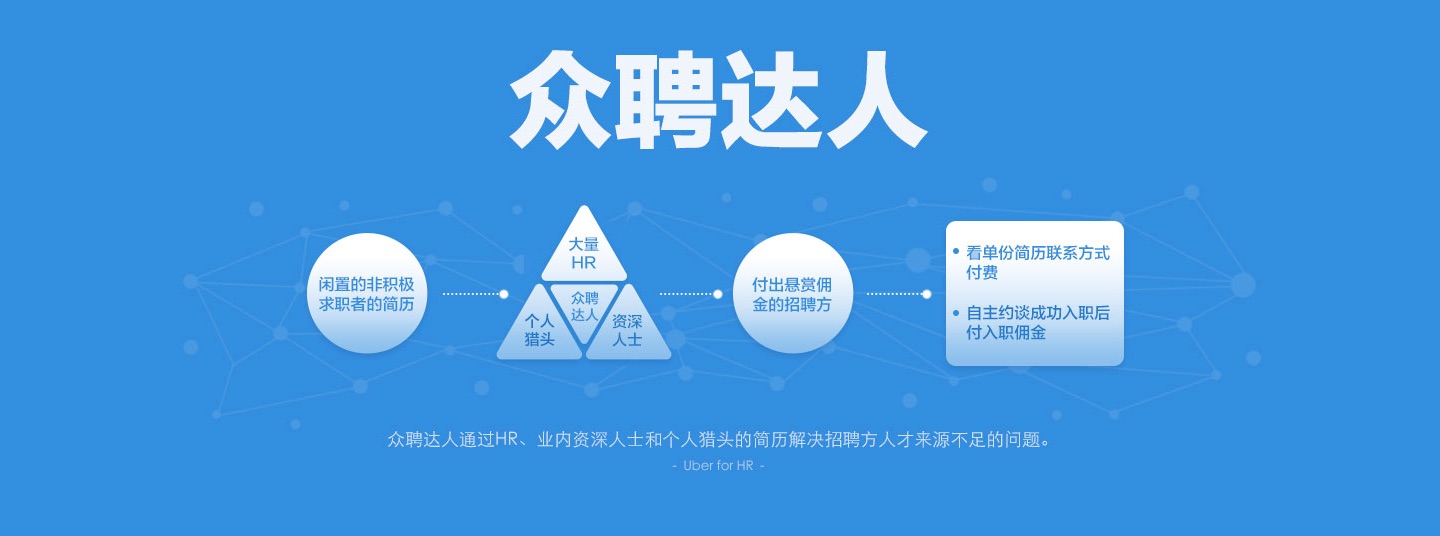 众聘达人
闲置的非积极
求职者的简历
大量
HR
众聘
达人
个人
猎头
资深
人士
付出悬赏佣
金的招聘方
• 看单份简历联系方式
付费
• 自主约谈成功入职后
付入职佣金
众聘达人通过HR、业内资深人士和个人猎头的简历解决招聘方人才来源不足的问题。
- Uber for HR -